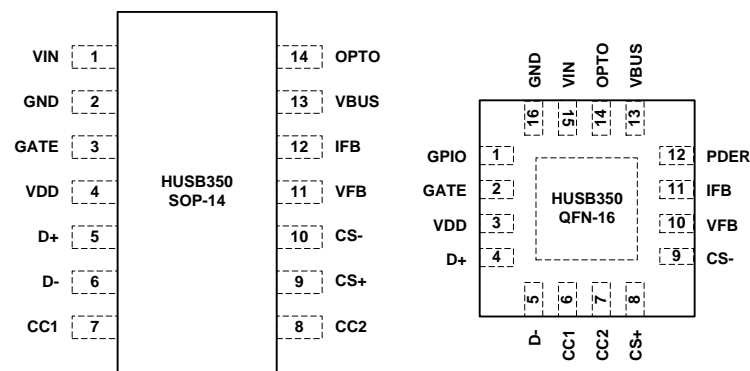 VIN 1 14 OPTO
GND 2 13 VBUS
GATE 3 12 IFB
VDD 4 11 VFB
D+ 5 10 CS-
D- 6 9 CS+
CC1 7 8 CC2
HUSB350
SOP-14
GND VIN OPTO VBUS
16 15 14 13
GPIO 1 12 PDER
GATE 2 11 IFB
VDD 3 10 VFB
D+ 4 9 CS-
HUSB350
QFN-16
5 6 7 8
D- CC1 CC2 CS+